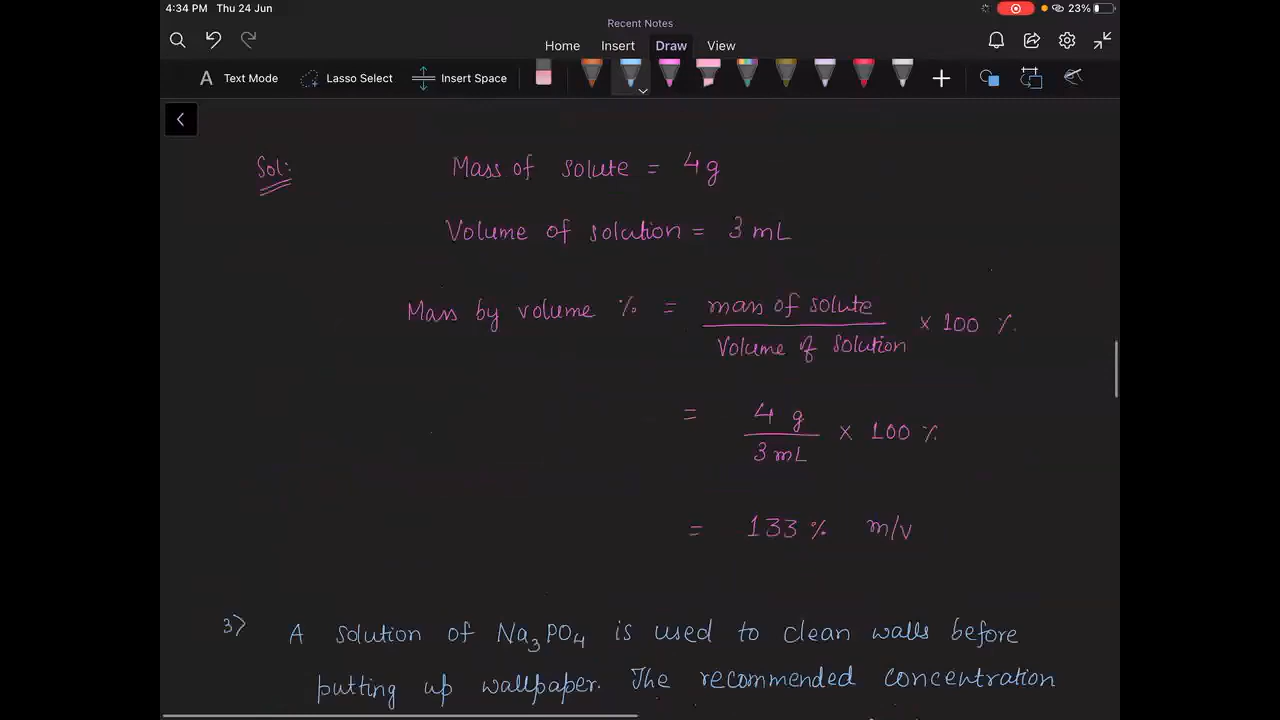 4:34 PM Thu 24 Jun
23%
Recent Notes
Home Insert Draw View
A Text Mode Lasso Select Insert Space
Sol:
Mass of solute = 4 g
Volume of solution = 3 mL
Mass by volume % = mass of solute × 100 %
Volume of solution
= 4 g × 100 %
3 mL
= 133 % m/v
3> A solution of Na₃PO₄ is used to clean walls before
putting up wallpaper. The recommended concentration